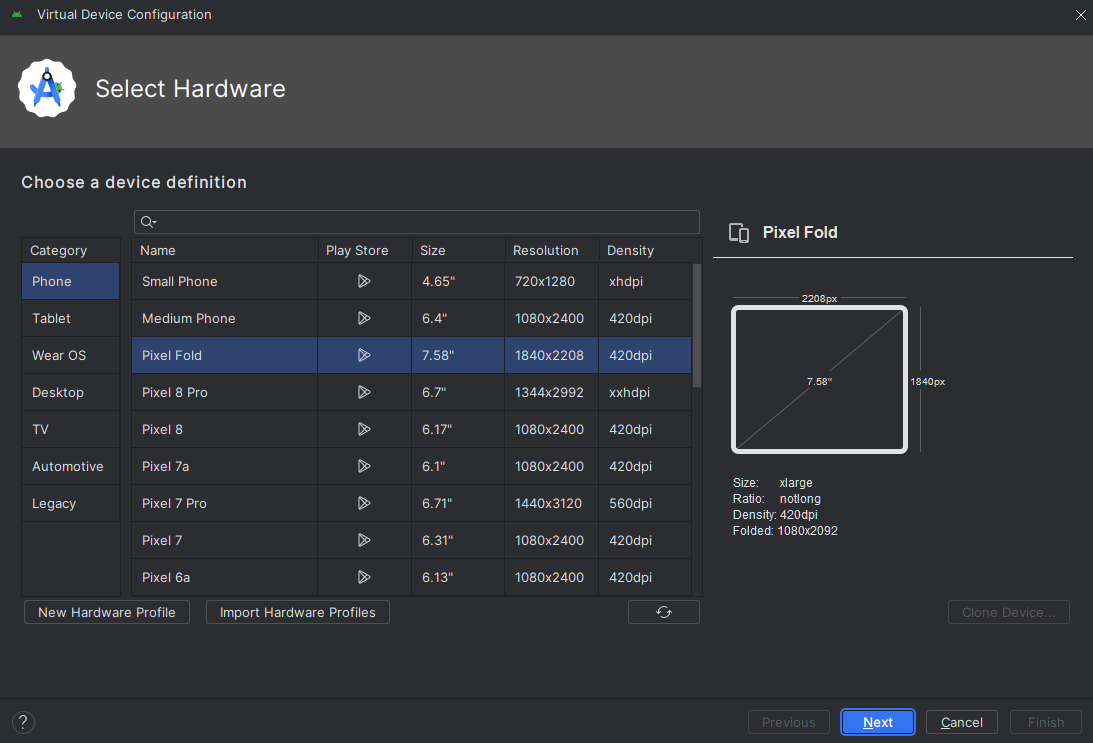 Virtual Device Configuration
Select Hardware
Choose a device definition
Category
Phone
Tablet
Wear OS
Desktop
TV
Automotive
Legacy
Name Play Store Size Resolution Density
Small Phone 4.65" 720x1280 xhdpi
Medium Phone 6.4" 1080x2400 420dpi
Pixel Fold 7.58" 1840x2208 420dpi
Pixel 8 Pro 6.7" 1344x2992 xxhdpi
Pixel 8 6.17" 1080x2400 420dpi
Pixel 7a 6.1" 1080x2400 420dpi
Pixel 7 Pro 6.71" 1440x3120 560dpi
Pixel 7 6.31" 1080x2400 420dpi
Pixel 6a 6.13" 1080x2400 420dpi
New Hardware Profile Import Hardware Profiles
Pixel Fold
2208px
7.58" 1840px
Size: xlarge
Ratio: notlong
Density: 420dpi
Folded: 1080x2092
Clone Device...
? Previous Next Cancel Finish